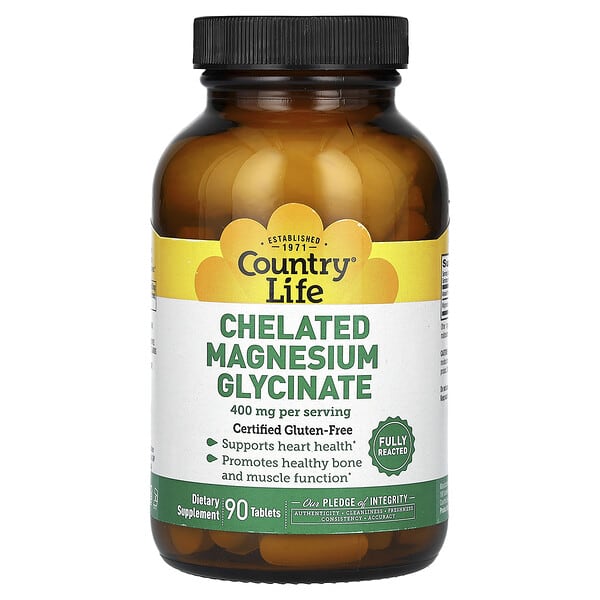 ESTABLISHED
1971
Country®
Life
CHELATED
MAGNESIUM
GLYCINATE
400 mg per serving
Certified Gluten-Free
Supports heart health*
Promotes healthy bone
and muscle function*
FULLY
REACTED
Dietary
Supplement
90 Tablets
Our PLEDGE of INTEGRITY
AUTHENTICITY • CLEANLINESS • FRESHNESS
CONSISTENCY • ACCURACY